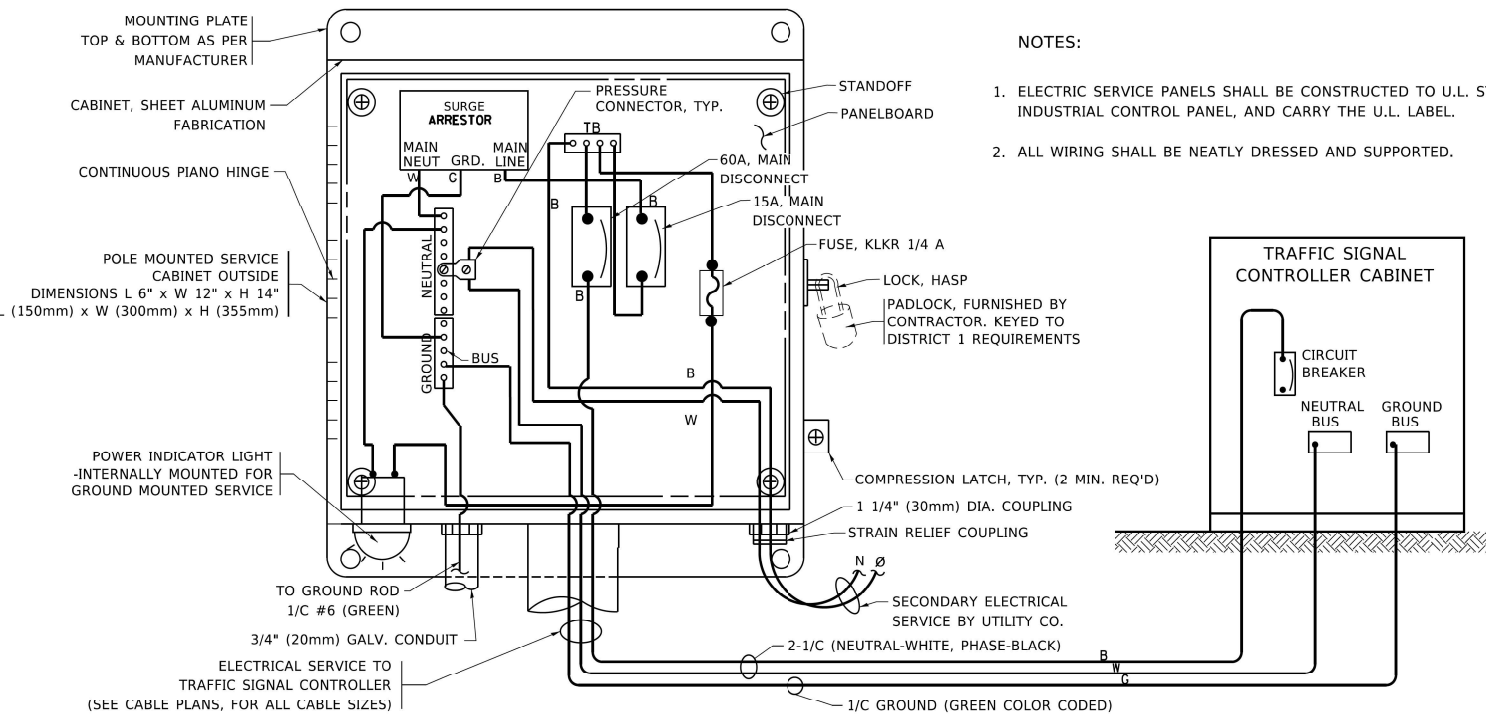 MOUNTING PLATE
TOP & BOTTOM AS PER
MANUFACTURER
CABINET, SHEET ALUMINUM
FABRICATION
CONTINUOUS PIANO HINGE
POLE MOUNTED SERVICE
CABINET OUTSIDE
DIMENSIONS L 6" x W 12" x H 14"
(150mm) x W (300mm) x H (355mm)
POWER INDICATOR LIGHT
-INTERNALLY MOUNTED FOR
GROUND MOUNTED SERVICE
TO GROUND ROD
1/C #6 (GREEN)
3/4" (20mm) GALV. CONDUIT
ELECTRICAL SERVICE TO
TRAFFIC SIGNAL CONTROLLER
(SEE CABLE PLANS, FOR ALL CABLE SIZES)
SURGE
ARRESTOR
MAIN
NEUT
GRD.
MAIN
LINE
W
G
B
PRESSURE
CONNECTOR, TYP.
TB
STANDOFF
PANELBOARD
60A, MAIN
DISCONNECT
15A, MAIN
DISCONNECT
FUSE, KLKR 1/4 A
B
B
B
NEUTRAL
GROUND
BUS
B
W
LOCK, HASP
PADLOCK, FURNISHED BY
CONTRACTOR. KEYED TO
DISTRICT 1 REQUIREMENTS
COMPRESSION LATCH, TYP. (2 MIN. REQ'D)
1 1/4" (30mm) DIA. COUPLING
STRAIN RELIEF COUPLING
N Ø
SECONDARY ELECTRICAL
SERVICE BY UTILITY CO.
2-1/C (NEUTRAL-WHITE, PHASE-BLACK)
B
W
G
1/C GROUND (GREEN COLOR CODED)
NOTES:
1. ELECTRIC SERVICE PANELS SHALL BE CONSTRUCTED TO U.L.
INDUSTRIAL CONTROL PANEL, AND CARRY THE U.L. LABEL.
2. ALL WIRING SHALL BE NEATLY DRESSED AND SUPPORTED.
TRAFFIC SIGNAL
CONTROLLER CABINET
CIRCUIT
BREAKER
NEUTRAL
BUS
GROUND
BUS